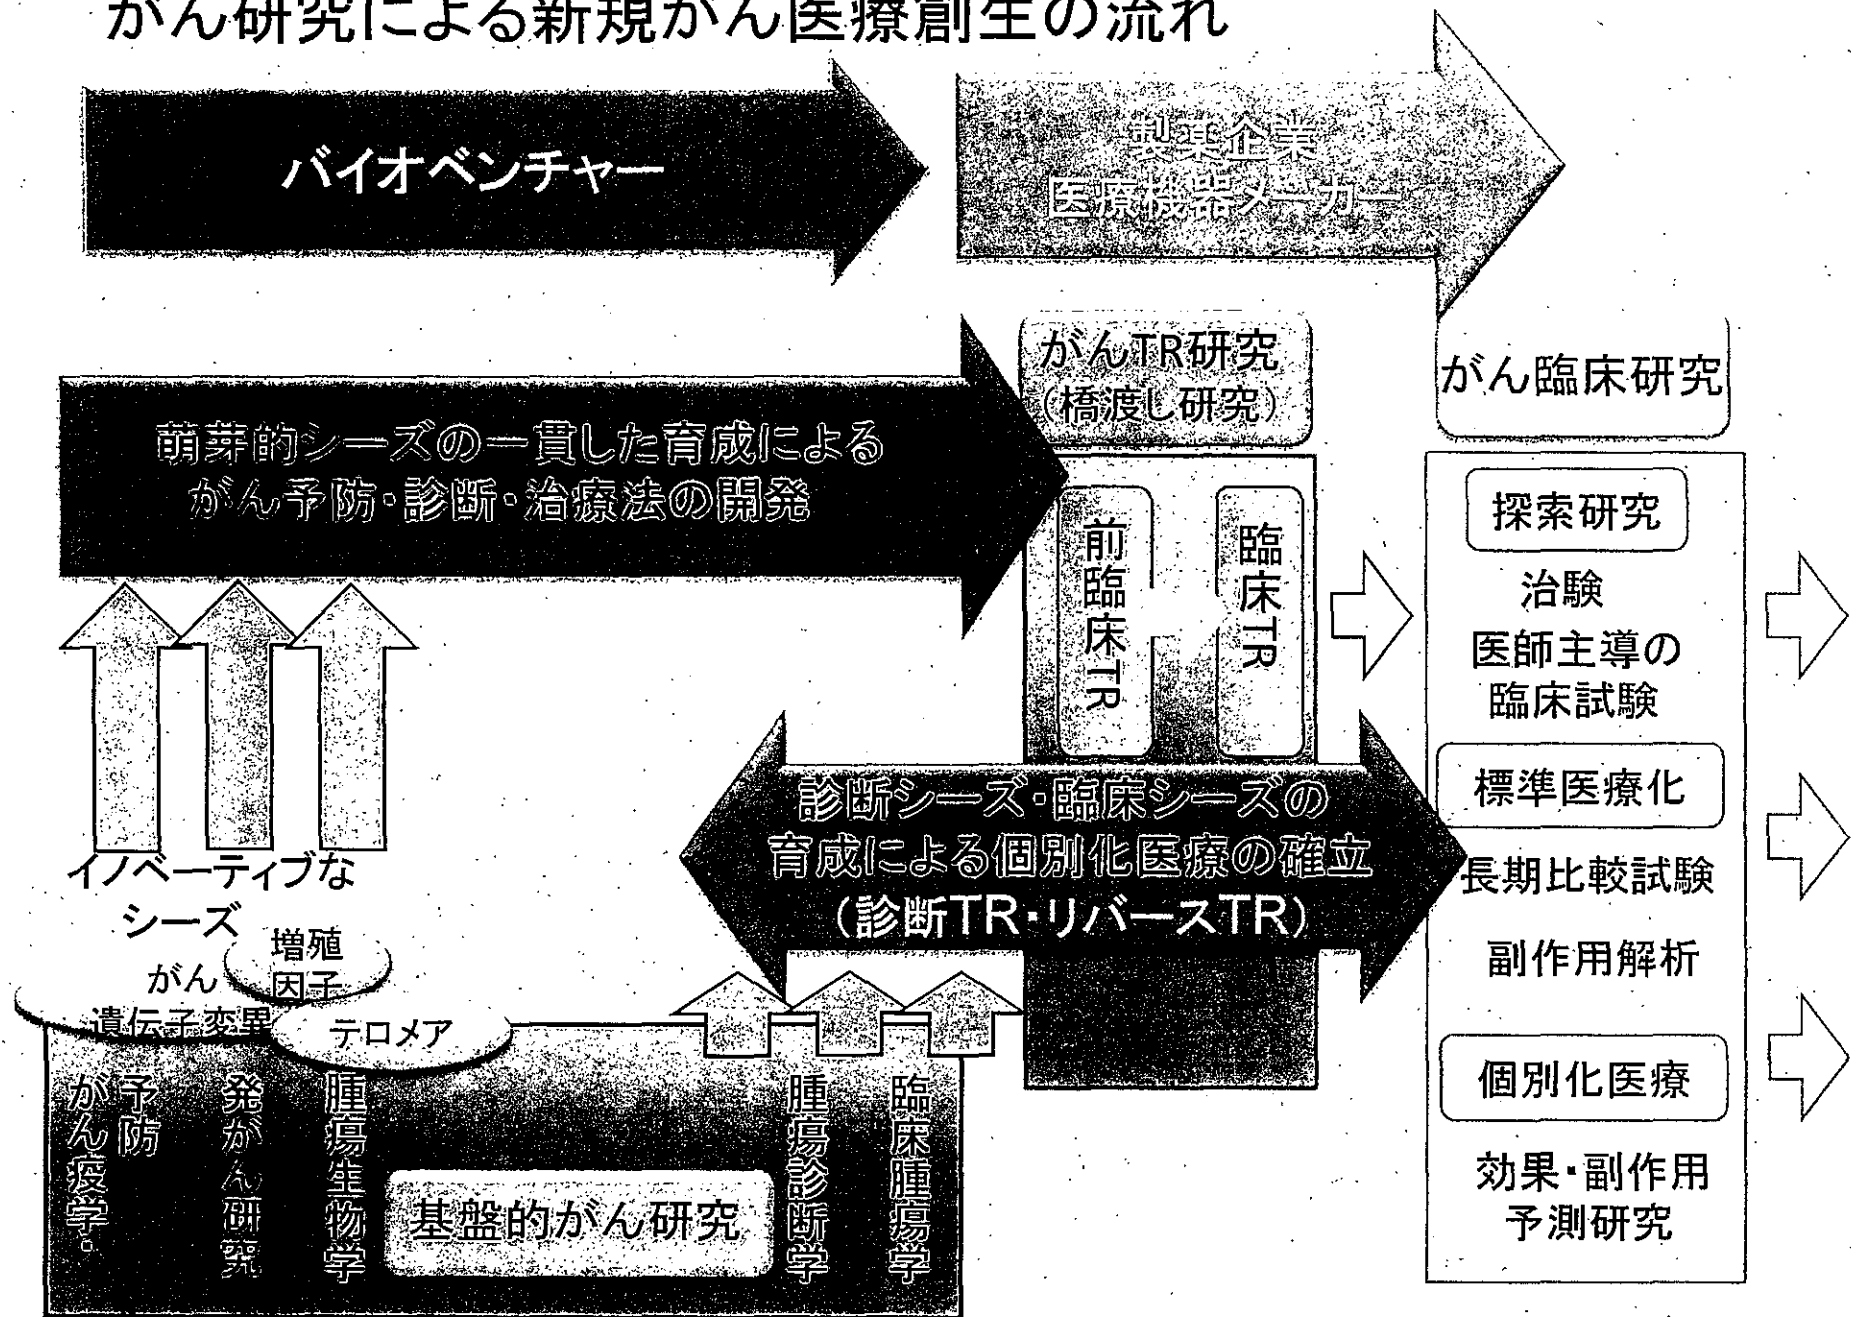 がん研究による新規がん医療創生の流れ
バイオベンチャー
製薬企業
医療機器メーカー
萌芽的シーズの一貫した育成による
がん予防・診断・治療法の開発
がんTR研究
(橋渡し研究)
がん臨床研究
前臨床TR
臨床TR
探索研究
治験
医師主導の
臨床試験
標準医療化
長期比較試験
副作用解析
個別化医療
効果・副作用
予測研究
診断シーズ・臨床シーズの
育成による個別化医療の確立
(診断TR・リバースTR)
イノベーティブな
シーズ
増殖
因子
がん
遺伝子変異
テロメア
がん疫学・
予防
発がん研究
腫瘍生物学
基盤的がん研究
腫瘍診断学
臨床腫瘍学